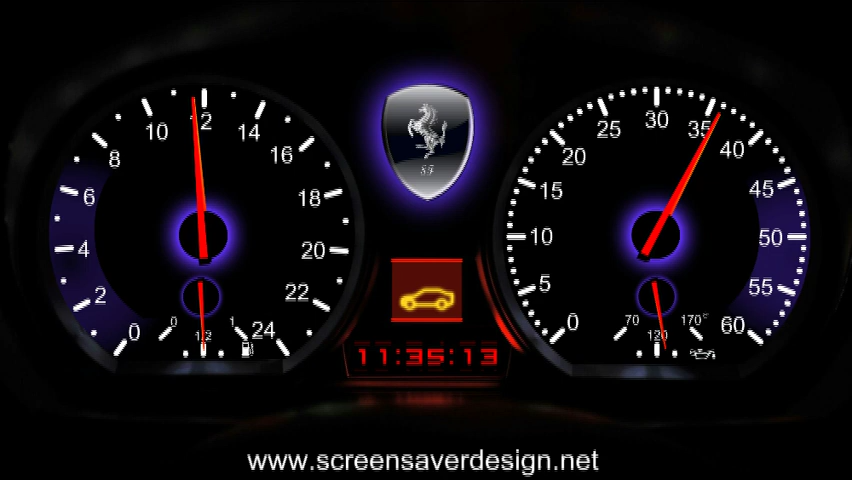 0 2 4 6 8 10 12 14 16 18 20 22 24
0 1/2 1
SF
0 5 10 15 20 25 30 35 40 45 50 55 60
70 120 170°C
11:35:13
www.screensaverdesign.net